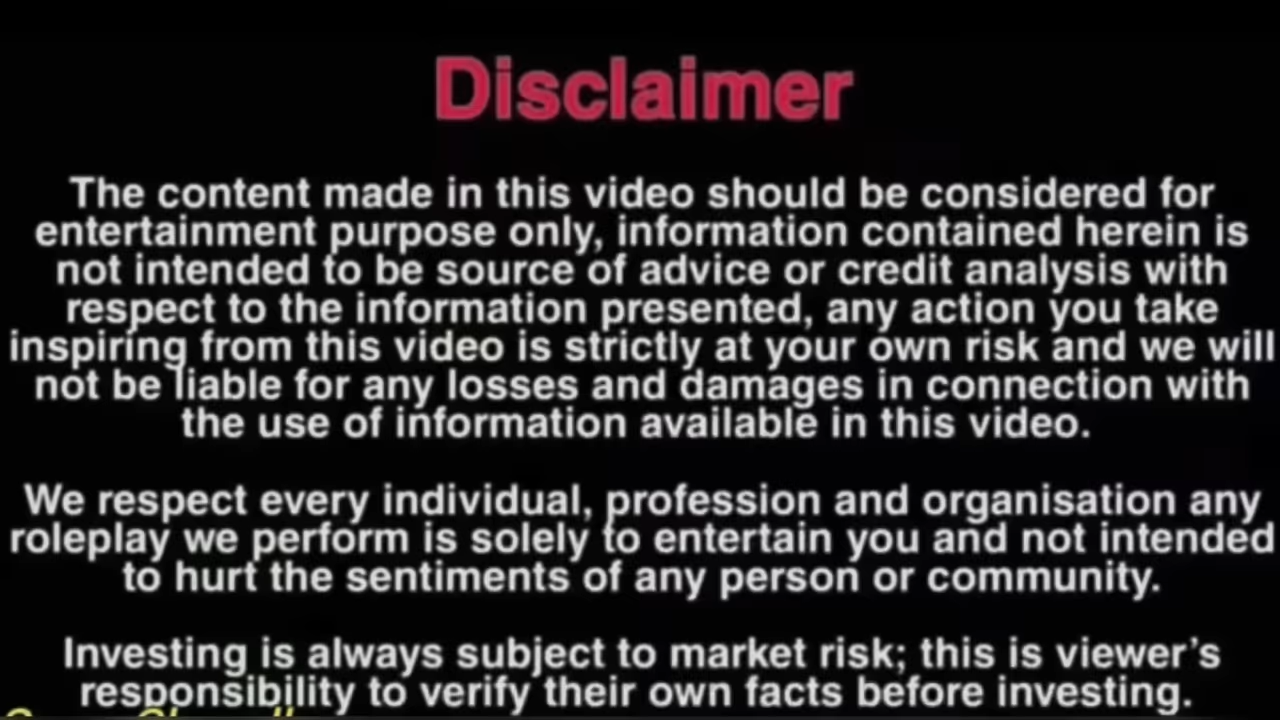 Disclaimer
The content made in this video should be considered for
entertainment purpose only, information contained herein is
not intended to be source of advice or credit analysis with
respect to the information presented, any action you take
inspiring from this video is strictly at your own risk and we will
not be liable for any losses and damages in connection with
the use of information available in this video.
We respect every individual, profession and organisation any
roleplay we perform is solely to entertain you and not intended
to hurt the sentiments of any person or community.
Investing is always subject to market risk; this is viewer's
responsibility to verify their own facts before investing.